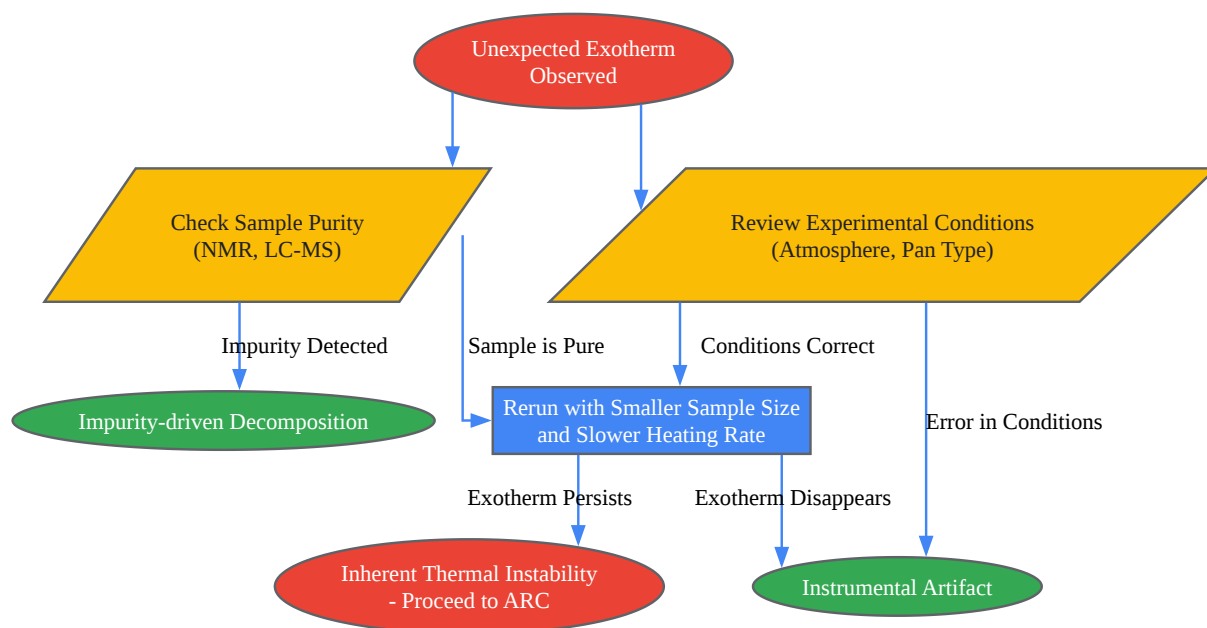 Unexpected Exotherm
Observed
Check Sample Purity
(NMR, LC-MS)
Review Experimental Conditions
(Atmosphere, Pan Type)
Impurity Detected
Sample is Pure
Conditions Correct
Impurity-driven Decomposition
Rerun with Smaller Sample Size
and Slower Heating Rate
Error in Conditions
Exotherm Persists
Exotherm Disappears
Inherent Thermal Instability
- Proceed to ARC
Instrumental Artifact